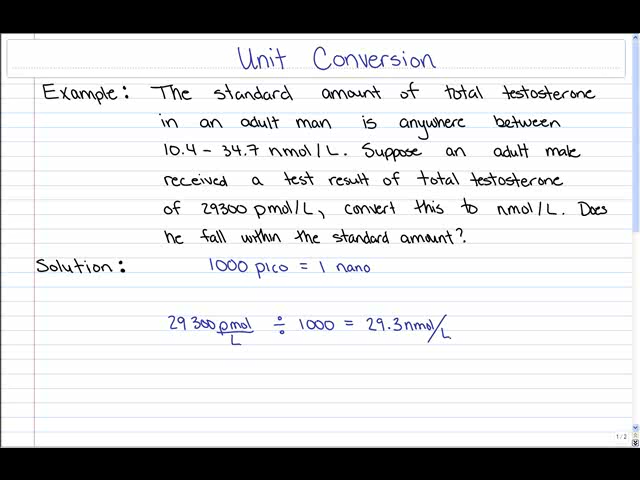 Unit Conversion
Example: The standard amount of total testosterone
in an adult man is anywhere between
10.4 - 34.7 nmol/L. Suppose an adult male
received a test result of total testosterone
of 29300 pmol/L, convert this to nmol/L. Does
he fall within the standard amount?
Solution: 1000 pico = 1 nano
29300 pmol/L ÷ 1000 = 29.3 nmol/L
1/2